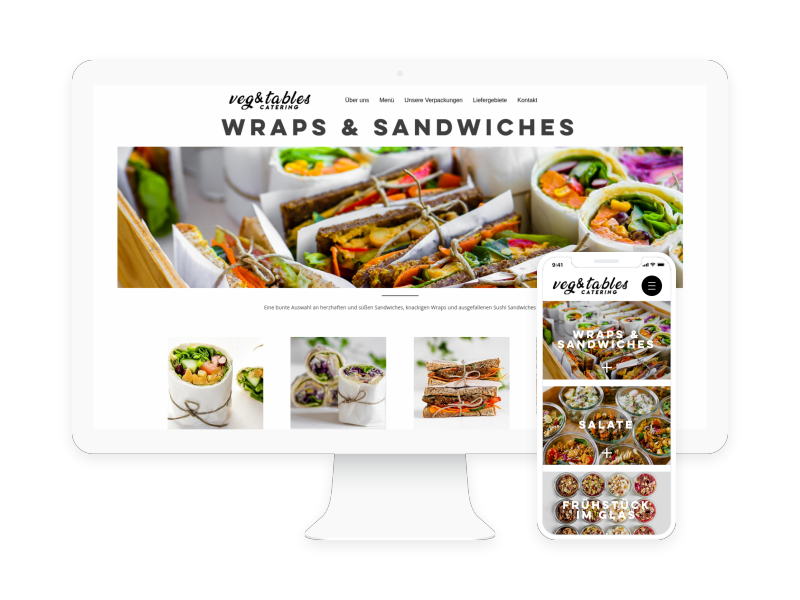 veg&tables
CATERING
Über uns Menü Unsere Verpackungen Liefergebiete Kontakt
WRAPS & SANDWICHES
Eine bunte Auswahl an herzhaften und süßen Sandwiches, knackigen Wraps und ausgefallenen Sushi Sandwiches
9:41
veg&tables
CATERING
WRAPS &
SANDWICHES
+
SALATE
+
FRÜHSTÜCK
IM GLAS